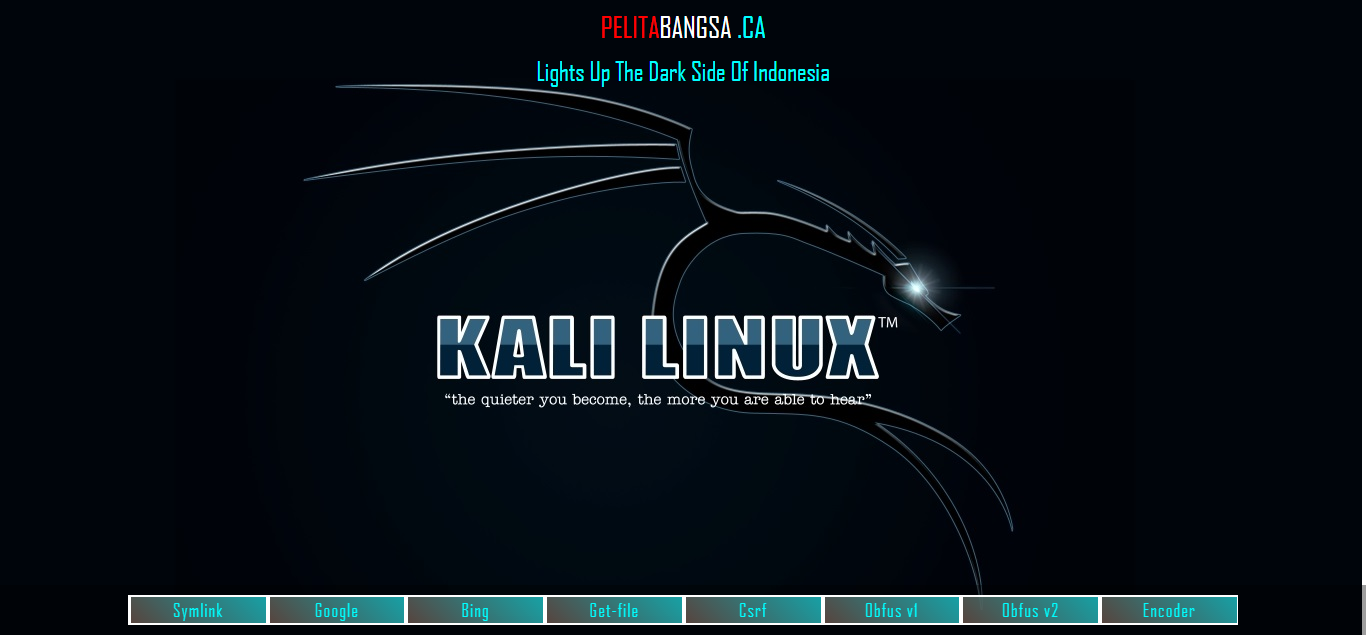 PELITABANGSA .CA
Lights Up The Dark Side Of Indonesia
KALI LINUX™
“the quieter you become, the more you are able to hear”
Symlink Google Bing Get-file Csrf Obfus v1 Obfus v2 Encoder